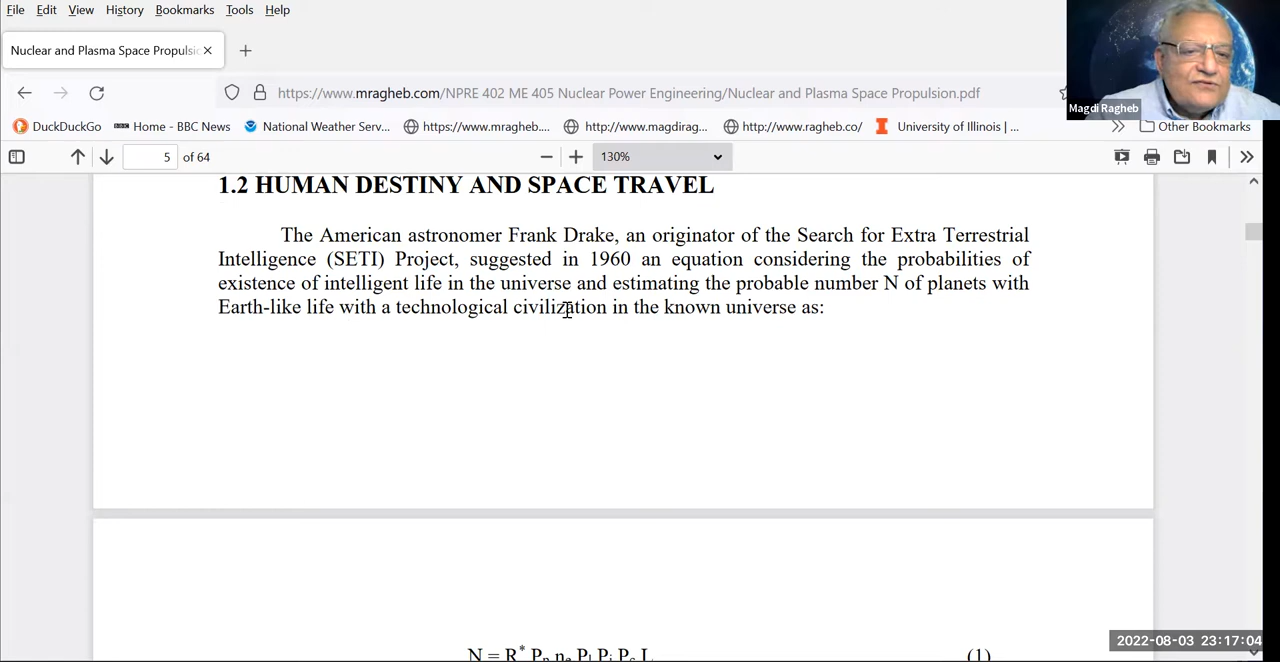 File Edit View History Bookmarks Tools Help
Nuclear and Plasma Space Propulsic
https://www.mragheb.com/NPRE 402 ME 405 Nuclear Power Engineering/Nuclear and Plasma Space Propulsion.pdf
Magdi Ragheb
DuckDuckGo Home - BBC News National Weather Serv... https://www.mragheb.... http://www.magdirag... http://www.ragheb.co/ University of Illinois | ... Other Bookmarks
5 of 64 130%
1.2 HUMAN DESTINY AND SPACE TRAVEL
The American astronomer Frank Drake, an originator of the Search for Extra Terrestrial
Intelligence (SETI) Project, suggested in 1960 an equation considering the probabilities of
existence of intelligent life in the universe and estimating the probable number N of planets with
Earth-like life with a technological civilization in the known universe as:
2022-08-03 23:17:04
N = R* Pp ne Pl Pi Pc L (1)